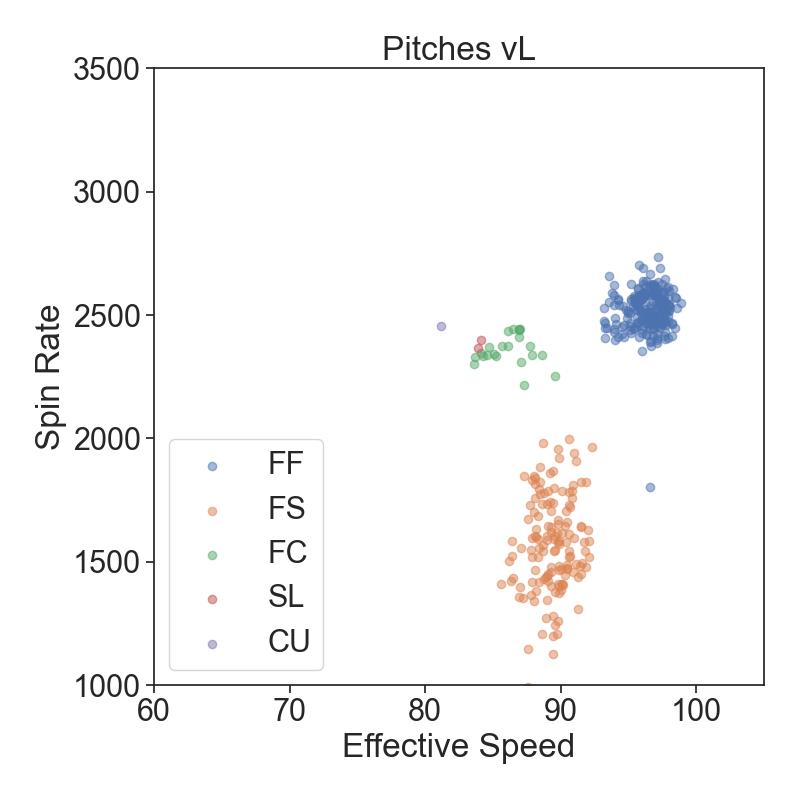 Pitches vL
3500
3000
2500
2000
1500
1000
Spin Rate
FF
FS
FC
SL
CU
60 70 80 90 100
Effective Speed